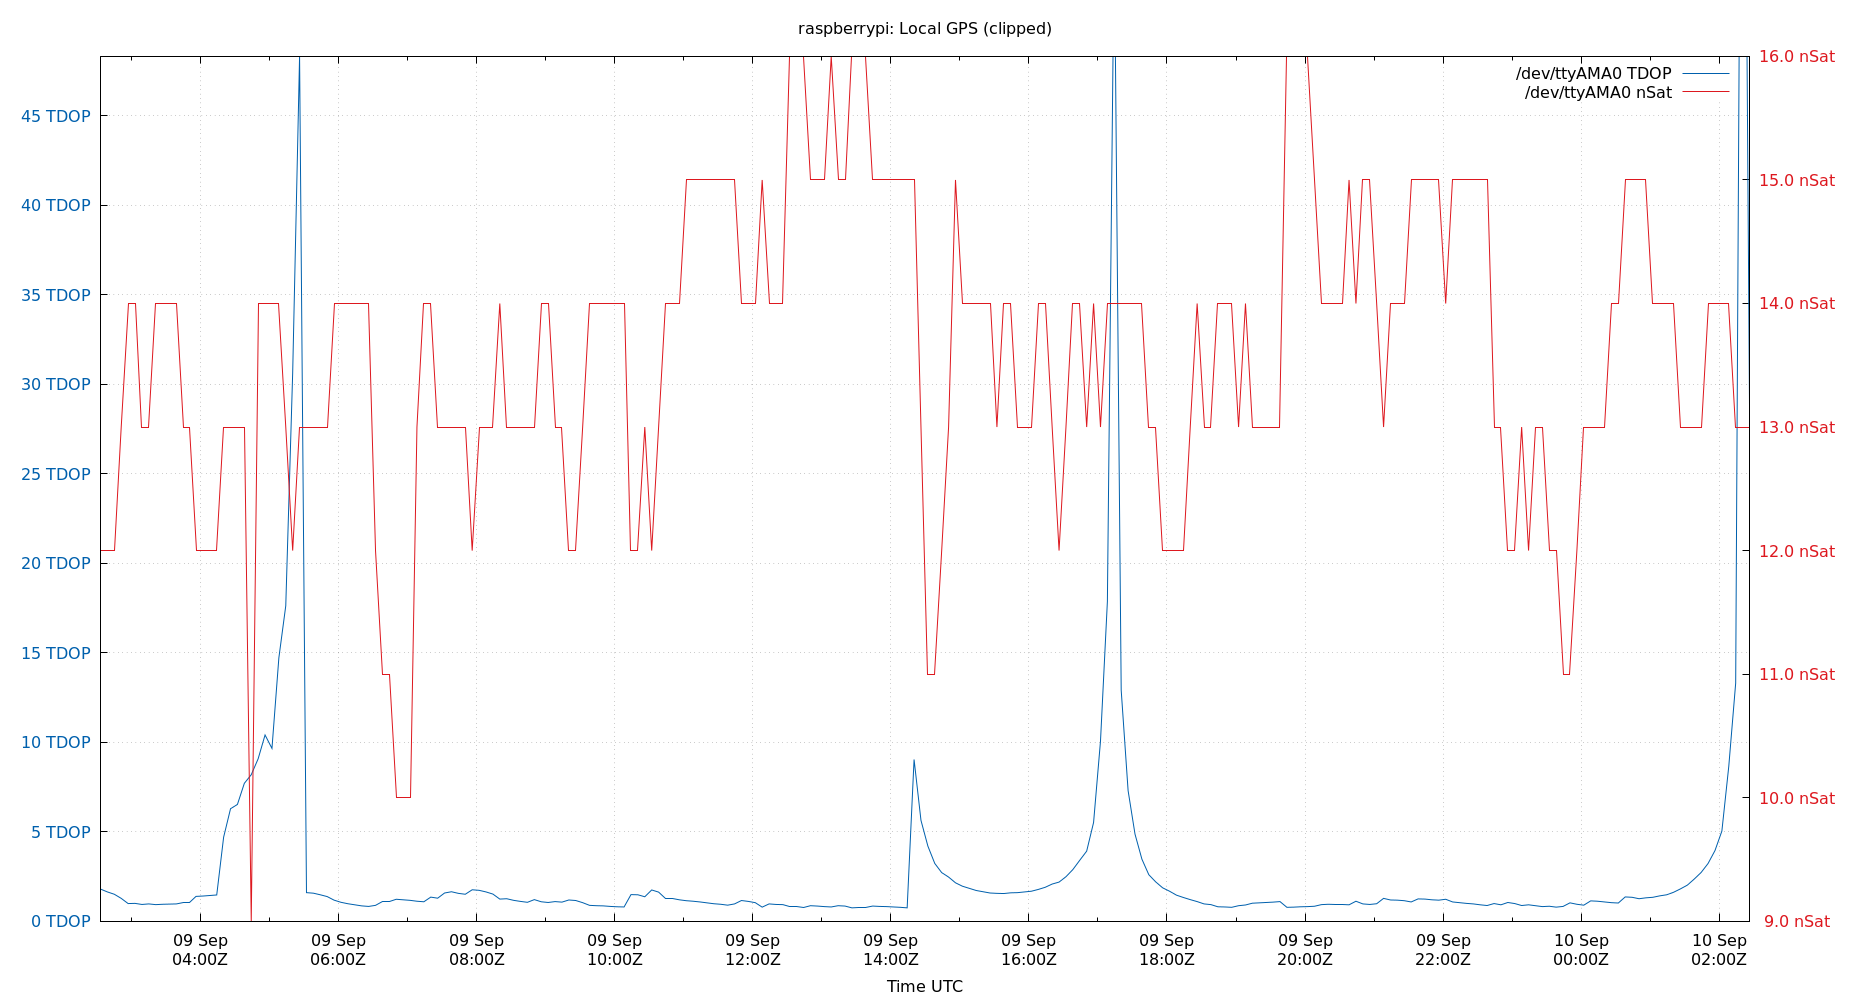 raspberrypi: Local GPS (clipped)
/dev/ttyAMA0 TDOP
/dev/ttyAMA0 nSat
45 TDOP
40 TDOP
35 TDOP
30 TDOP
25 TDOP
20 TDOP
15 TDOP
10 TDOP
5 TDOP
0 TDOP
16.0 nSat
15.0 nSat
14.0 nSat
13.0 nSat
12.0 nSat
11.0 nSat
10.0 nSat
9.0 nSat
09 Sep 09 Sep 09 Sep 09 Sep 09 Sep 09 Sep 09 Sep 09 Sep 09 Sep 09 Sep 10 Sep 10 Sep
04:00Z 06:00Z 08:00Z 10:00Z 12:00Z 14:00Z 16:00Z 18:00Z 20:00Z 22:00Z 00:00Z 02:00Z
Time UTC